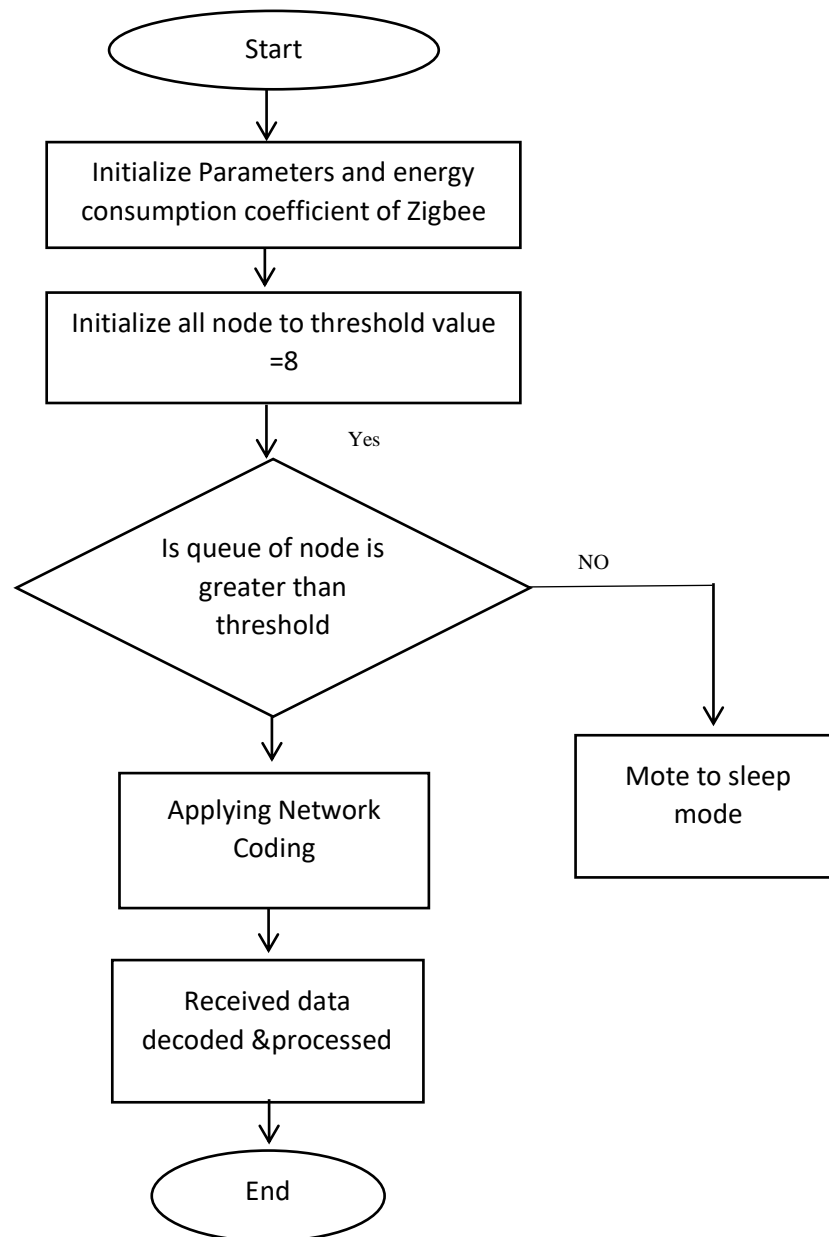 Start
Initialize Parameters and energy
consumption coefficient of Zigbee
Initialize all node to threshold value
=8
Yes
Is queue of node is
greater than
threshold
NO
Applying Network
Coding
Mote to sleep
mode
Received data
decoded &processed
End